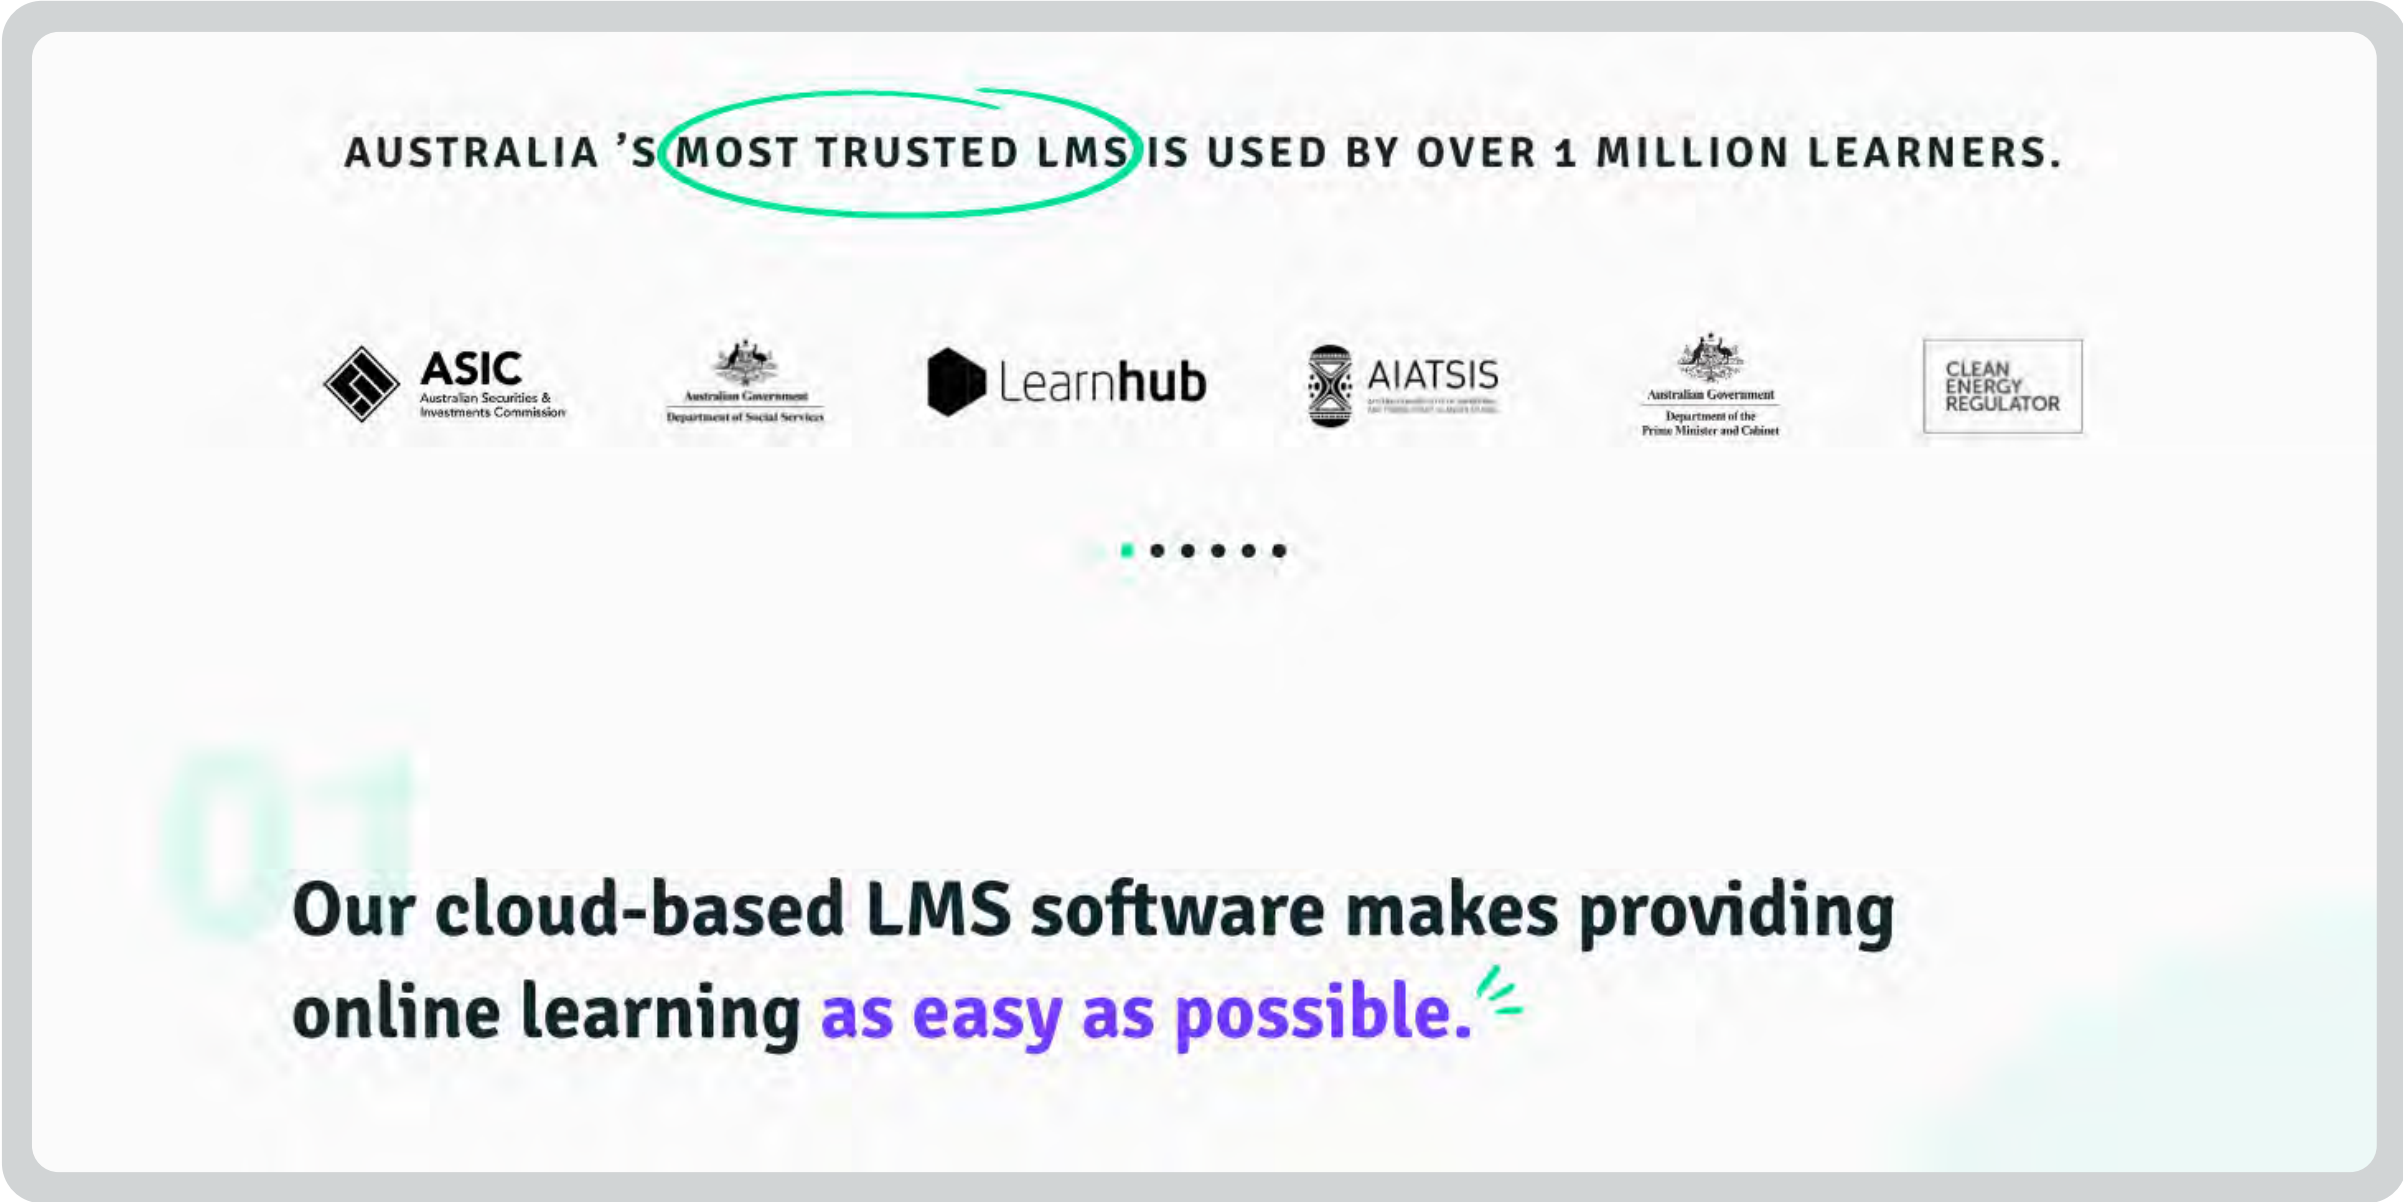 AUSTRALIA ’S MOST TRUSTED LMS IS USED BY OVER 1 MILLION LEARNERS.
ASIC
Australian Securities &
Investments Commission
Australian Government
Department of Social Services
Learnhub
AIATSIS
Australian Government
Department of the
Prime Minister and Cabinet
CLEAN
ENERGY
REGULATOR
01
Our cloud-based LMS software makes providing
online learning as easy as possible.